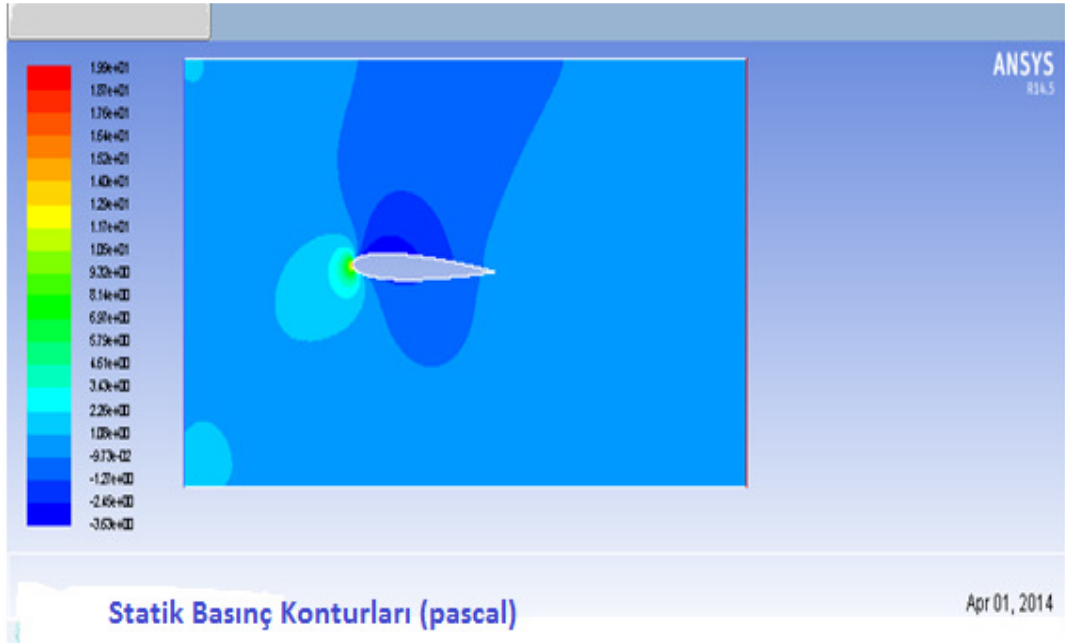 ANSYS
R14.5
1.99e+01
1.87e+01
1.76e+01
1.64e+01
1.52e+01
1.40e+01
1.29e+01
1.17e+01
1.05e+01
9.32e+00
8.14e+00
6.97e+00
5.79e+00
4.61e+00
3.43e+00
2.26e+00
1.08e+00
-9.73e-02
-1.27e+00
-2.45e+00
-3.63e+00
Statik Basınç Konturları (pascal)
Apr 01, 2014